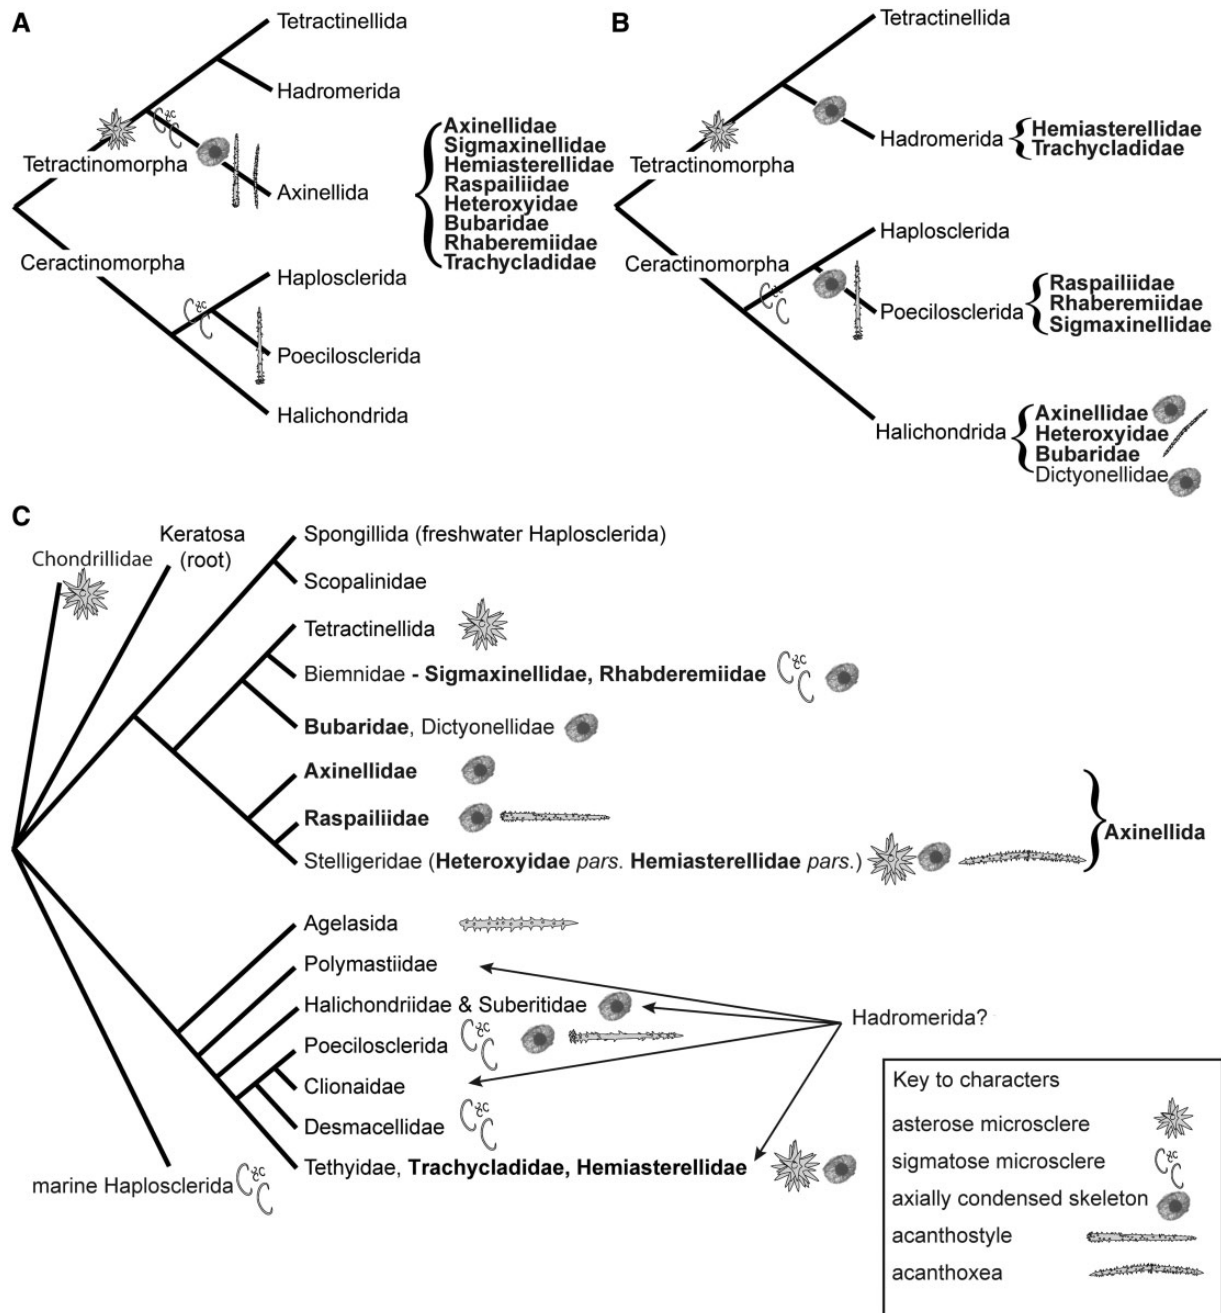 A
Tetractinellida
Hadromerida
Tetractinomorpha
Axinellida
Axinellidae
Sigmaxinellidae
Hemiasterellidae
Raspailiidae
Heteroxyidae
Bubaridae
Rhaberemiidae
Trachycladidae
Ceractinomorpha
Haplosclerida
Poecilosclerida
Halichondrida
B
Tetractinellida
Hadromerida
Hemiasterellidae
Trachycladidae
Tetractinomorpha
Haplosclerida
Ceractinomorpha
Poecilosclerida
Raspailiidae
Rhaberemiidae
Sigmaxinellidae
Halichondrida
Axinellidae
Heteroxyidae
Bubaridae
Dictyonellidae
C
Chondrillidae
Keratosa
(root)
Spongillida (freshwater Haplosclerida)
Scopalinidae
Tetractinellida
Biemnidae - Sigmaxinellidae, Rhabderemiidae
Bubaridae, Dictyonellidae
Axinellidae
Raspailiidae
Stelligeridae (Heteroxyidae pars. Hemiasterellidae pars.)
Axinellida
Agelasida
Polymastiidae
Halichondriidae & Suberitidae
Poecilosclerida
Clionaidae
Desmacellidae
Tethyidae, Trachycladidae, Hemiasterellidae
marine Haplosclerida
Hadromerida?
Key to characters
asterose microsclere
sigmatose microsclere
axially condensed skeleton
acanthostyle
acanthoxea